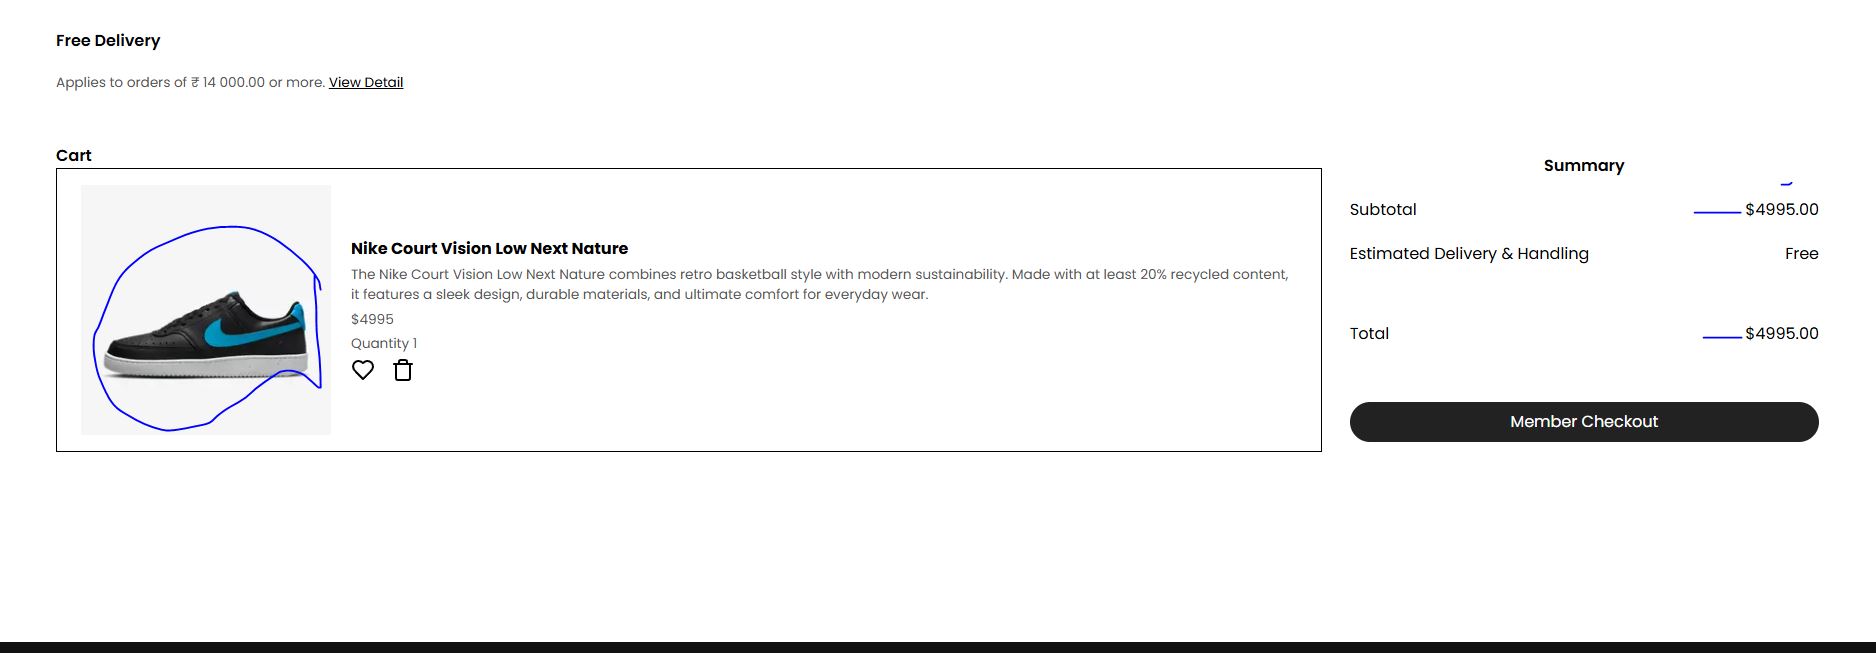 Free Delivery
Applies to orders of ₹ 14 000.00 or more. View Detail
Cart
Nike Court Vision Low Next Nature
The Nike Court Vision Low Next Nature combines retro basketball style with modern sustainability. Made with at least 20% recycled content,
it features a sleek design, durable materials, and ultimate comfort for everyday wear.
$4995
Quantity 1
Summary
Subtotal $4995.00
Estimated Delivery & Handling Free
Total $4995.00
Member Checkout